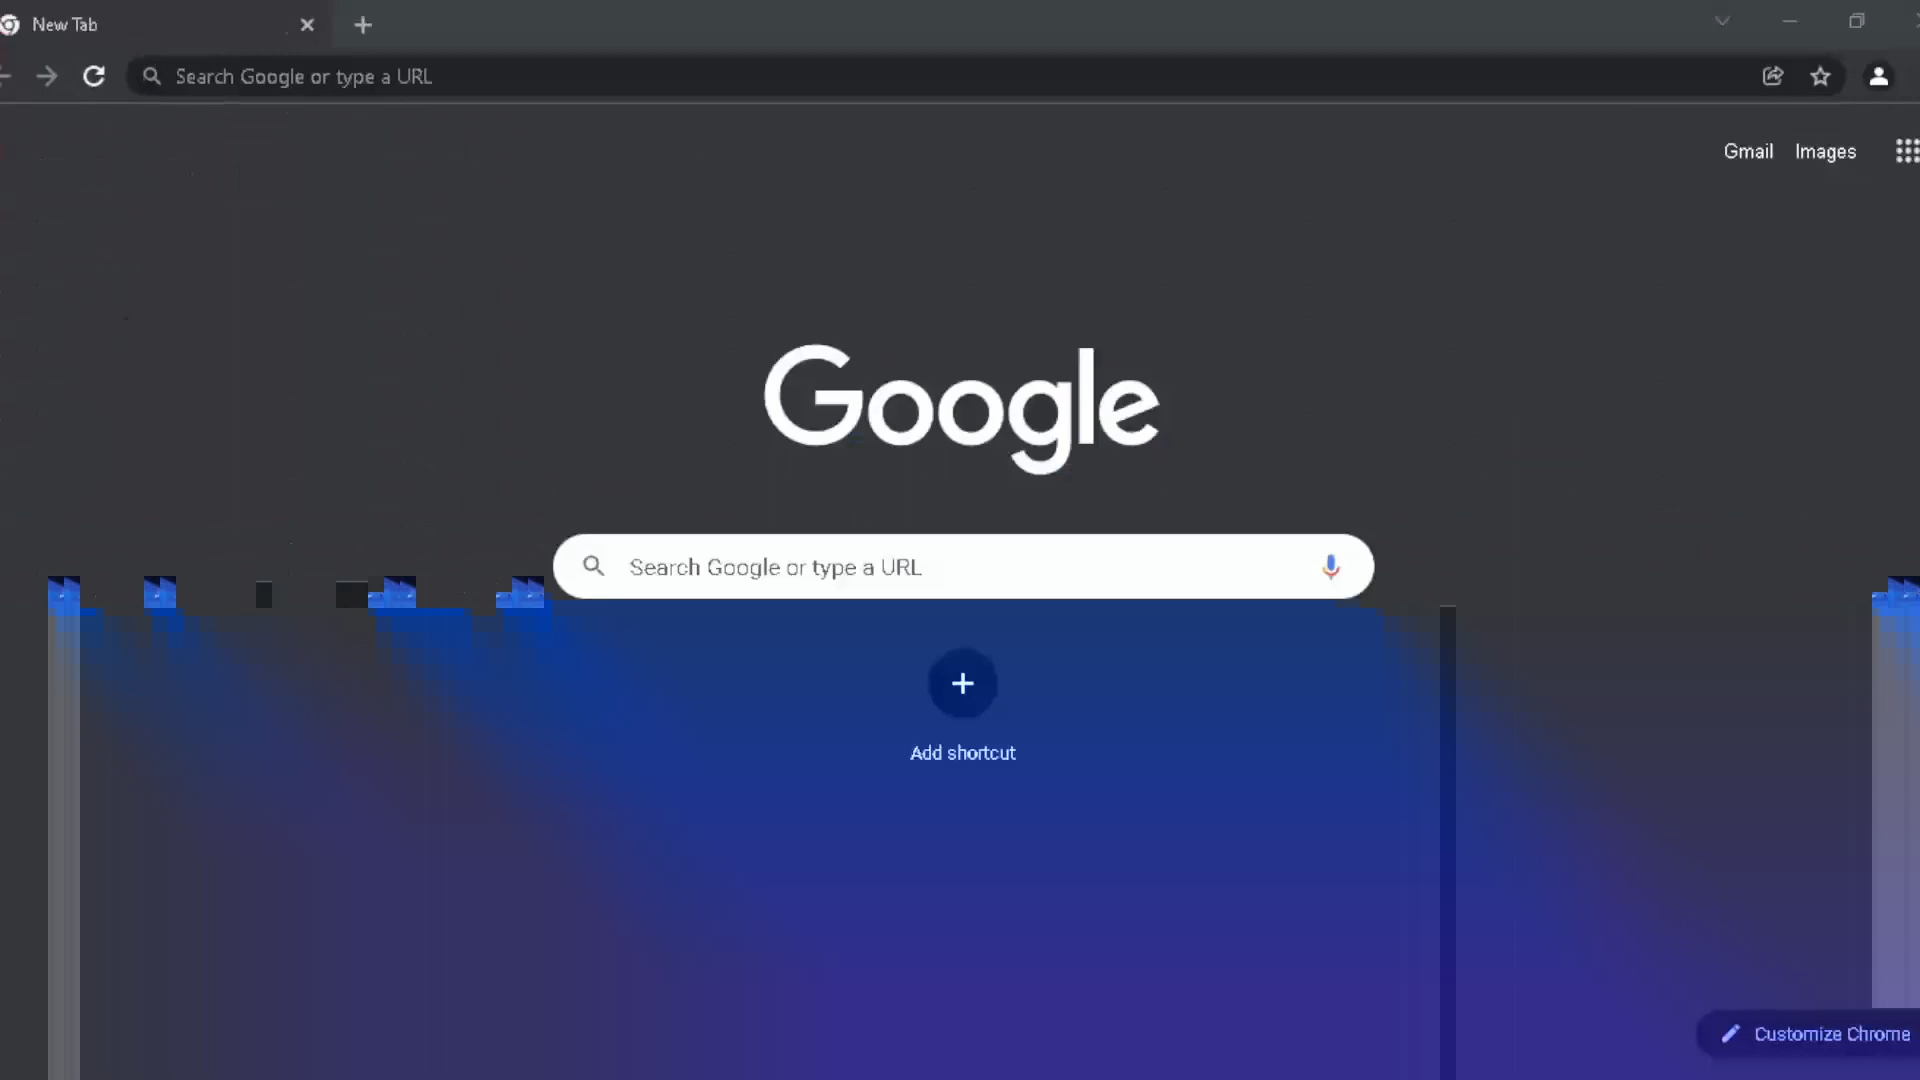 New Tab
Search Google or type a URL
Gmail Images
Google
Search Google or type a URL
Add shortcut
Customize Chrome